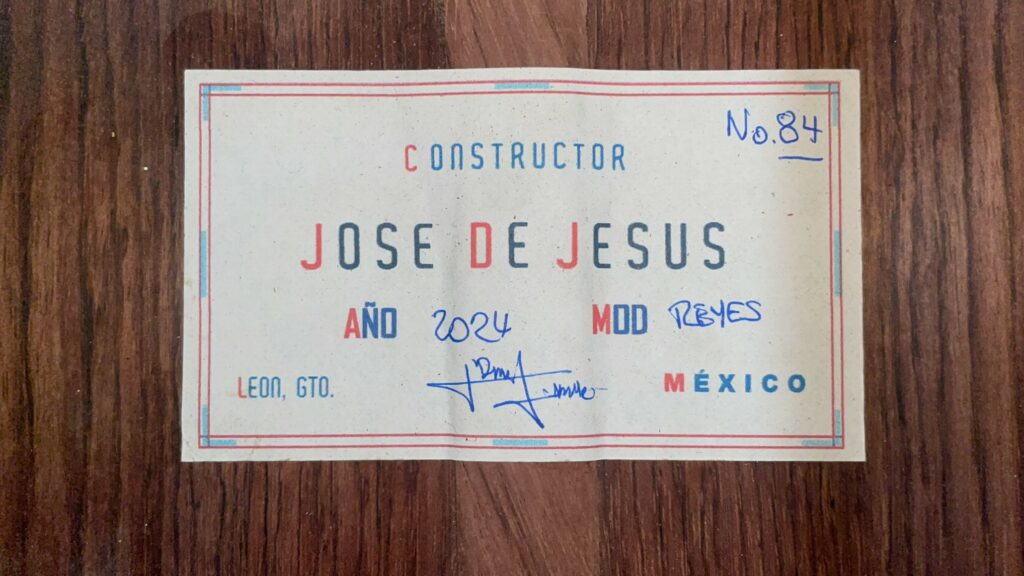 No. 84
CONSTRUCTOR
JOSE DE JESUS
AÑO 2024 MOD REYES
LEON, GTO. MÉXICO